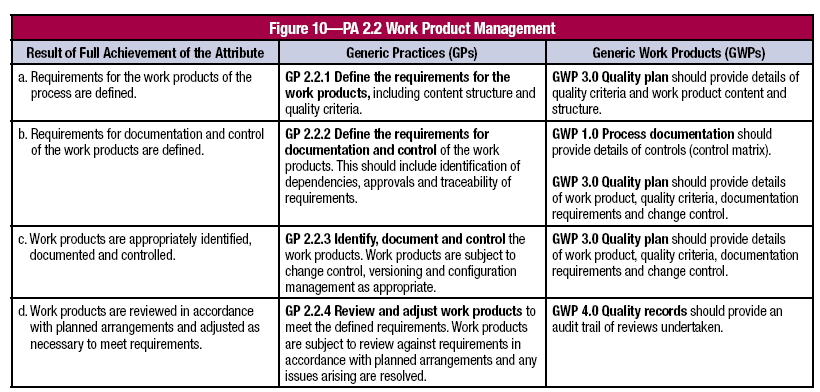 Figure 10—PA 2.2 Work Product Management
Result of Full Achievement of the Attribute
Generic Practices (GPs)
Generic Work Products (GWPs)
a. Requirements for the work products of the
process are defined.
GP 2.2.1 Define the requirements for the
work products, including content structure and
quality criteria.
GWP 3.0 Quality plan should provide details of
quality criteria and work product content and
structure.
b. Requirements for documentation and control
of the work products are defined.
GP 2.2.2 Define the requirements for
documentation and control of the work
products. This should include identification of
dependencies, approvals and traceability of
requirements.
GWP 1.0 Process documentation should
provide details of controls (control matrix).
GWP 3.0 Quality plan should provide details
of work product, quality criteria, documentation
requirements and change control.
c. Work products are appropriately identified,
documented and controlled.
GP 2.2.3 Identify, document and control the
work products. Work products are subject to
change control, versioning and configuration
management as appropriate.
GWP 3.0 Quality plan should provide details
of work product, quality criteria, documentation
requirements and change control.
d. Work products are reviewed in accordance
with planned arrangements and adjusted as
necessary to meet requirements.
GP 2.2.4 Review and adjust work products to
meet the defined requirements. Work products
are subject to review against requirements in
accordance with planned arrangements and any
issues arising are resolved.
GWP 4.0 Quality records should provide an
audit trail of reviews undertaken.